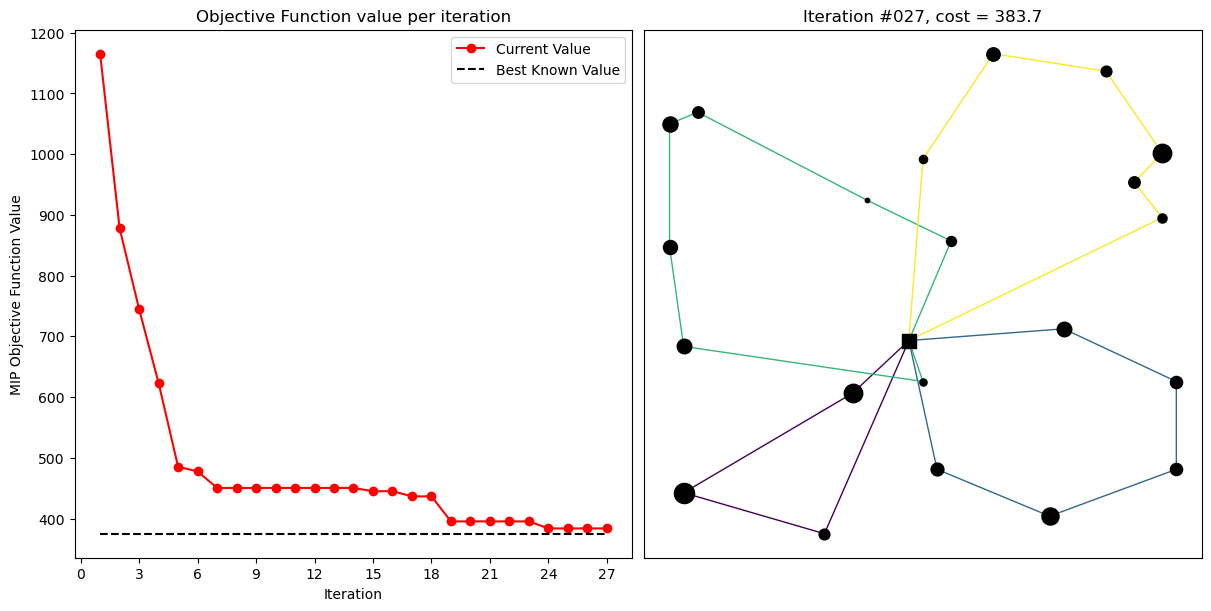 Objective Function value per iteration
Current Value
Best Known Value
MIP Objective Function Value
1200
1100
1000
900
800
700
600
500
400
0 3 6 9 12 15 18 21 24 27
Iteration
Iteration #027, cost = 383.7